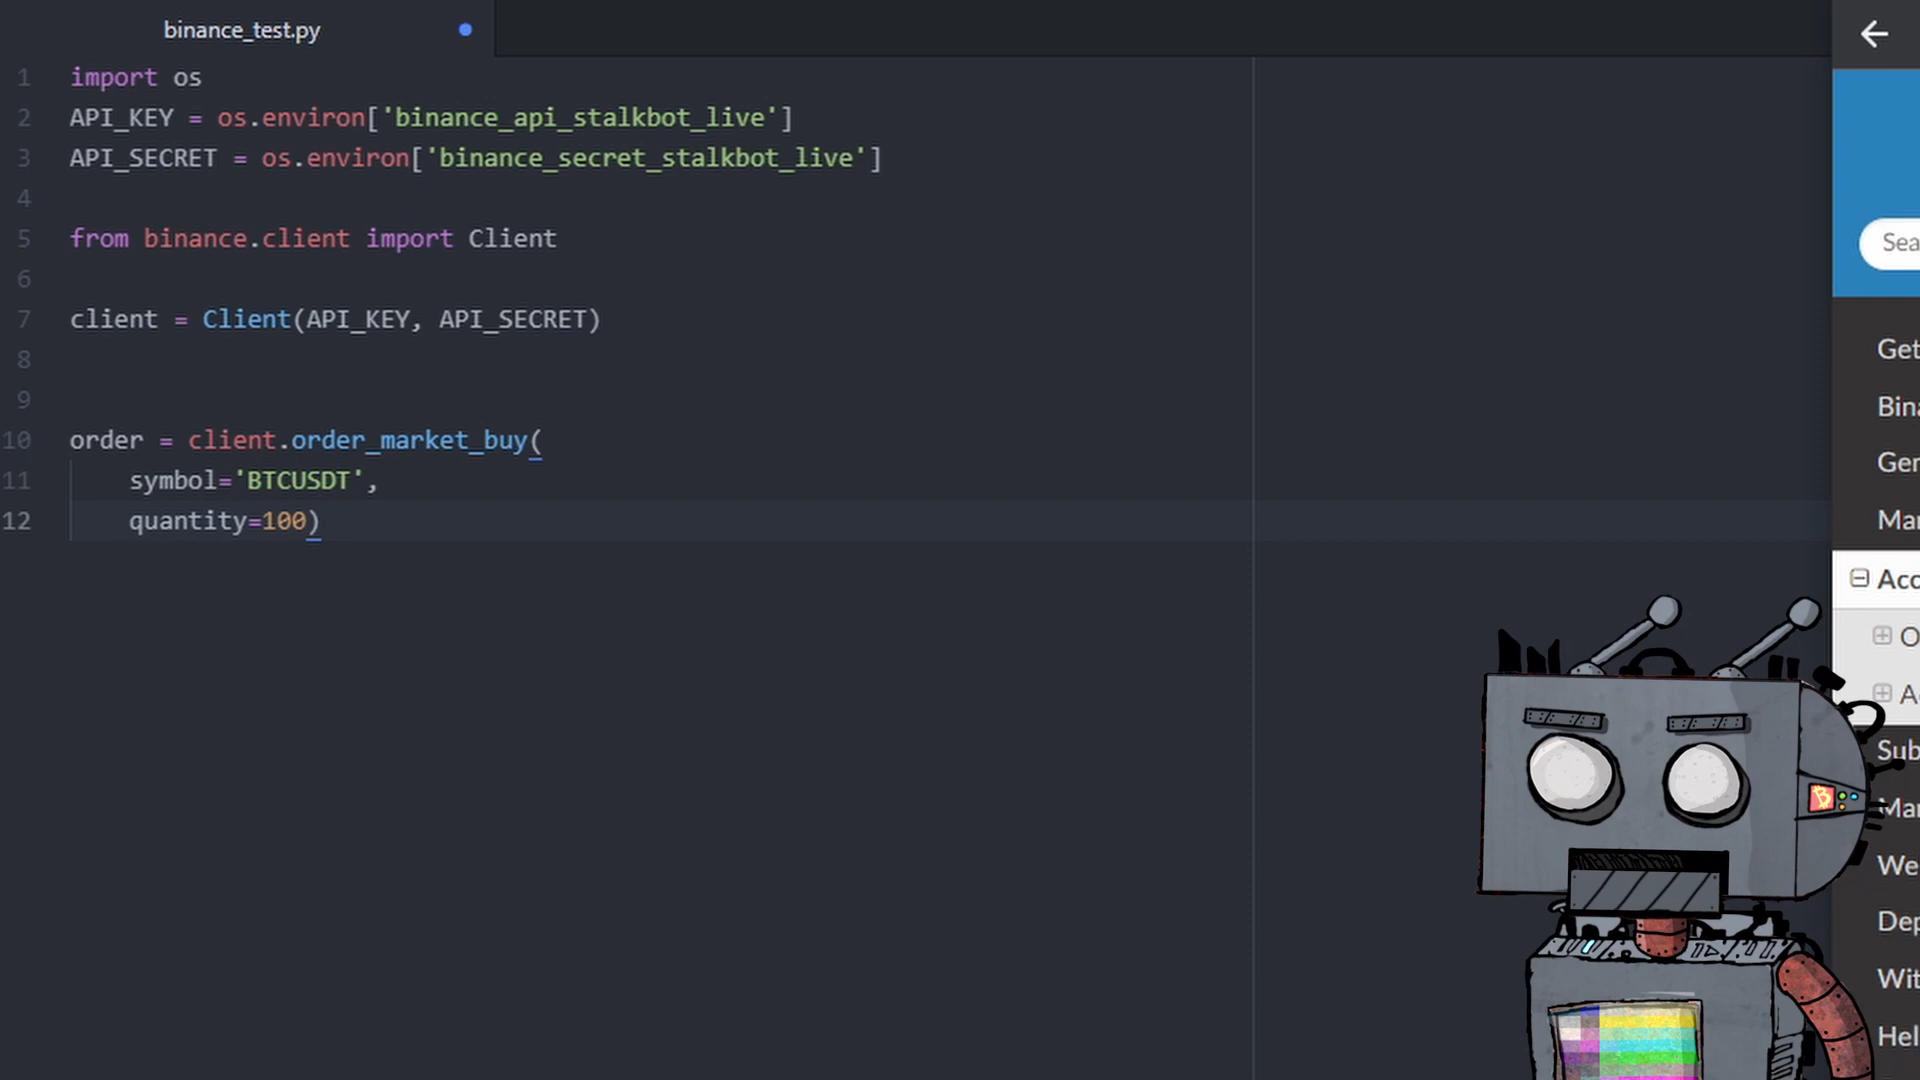 binance_test.py
1 import os
2 API_KEY = os.environ['binance_api_stalkbot_live']
3 API_SECRET = os.environ['binance_secret_stalkbot_live']
4
5 from binance.client import Client
6
7 client = Client(API_KEY, API_SECRET)
8
9
10 order = client.order_market_buy(
11 symbol='BTCUSDT',
12 quantity=100)
Sea
Get
Bin
Ger
Mar
Acc
O
A
Sub
Mar
We
Dep
Wit
Hel